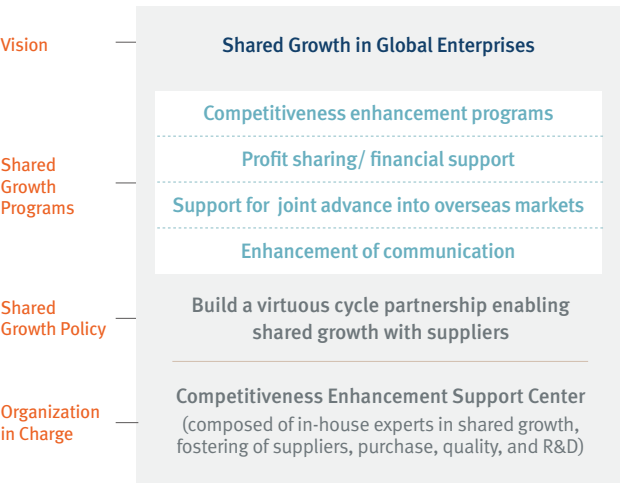 Vision
Shared Growth in Global Enterprises
Shared
Growth
Programs
Competitiveness enhancement programs
Profit sharing/ financial support
Support for joint advance into overseas markets
Enhancement of communication
Shared
Growth Policy
Build a virtuous cycle partnership enabling
shared growth with suppliers
Organization
in Charge
Competitiveness Enhancement Support Center
(composed of in-house experts in shared growth,
fostering of suppliers, purchase, quality, and R&D)